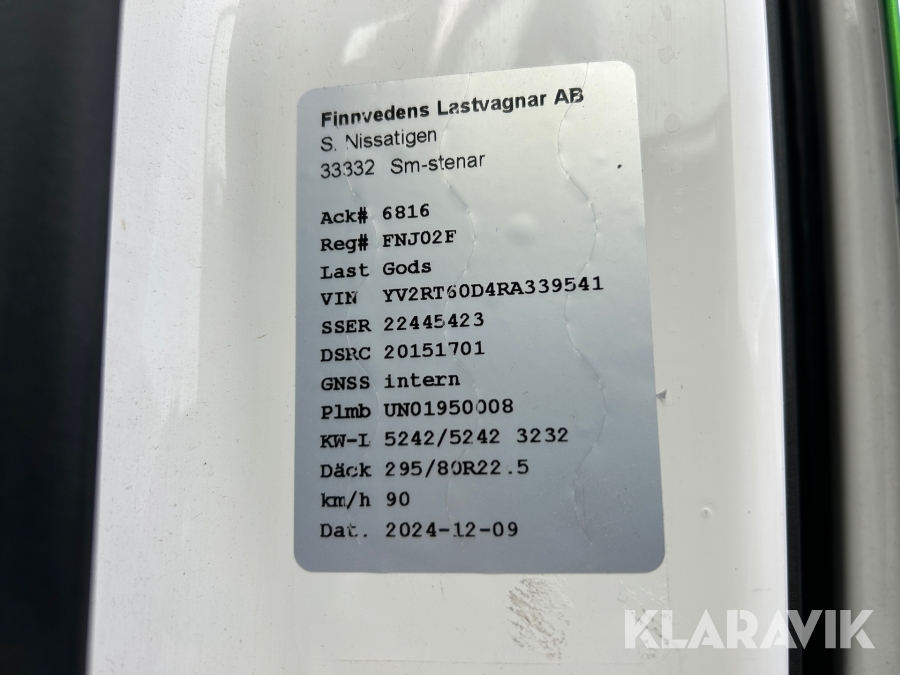 Finnvedens Lastvagnar AB
S. Nissatigen
33332 Sm-stenar
Ack# 6816
Reg# FNJ02F
Last Gods
VIN YV2RT60D4RA339541
SSER 22445423
DSRC 20151701
GNSS intern
Plmb UN01950008
KW-L 5242/5242 3232
Däck 295/80R22.5
km/h 90
Dat. 2024-12-09
KLARAVIK